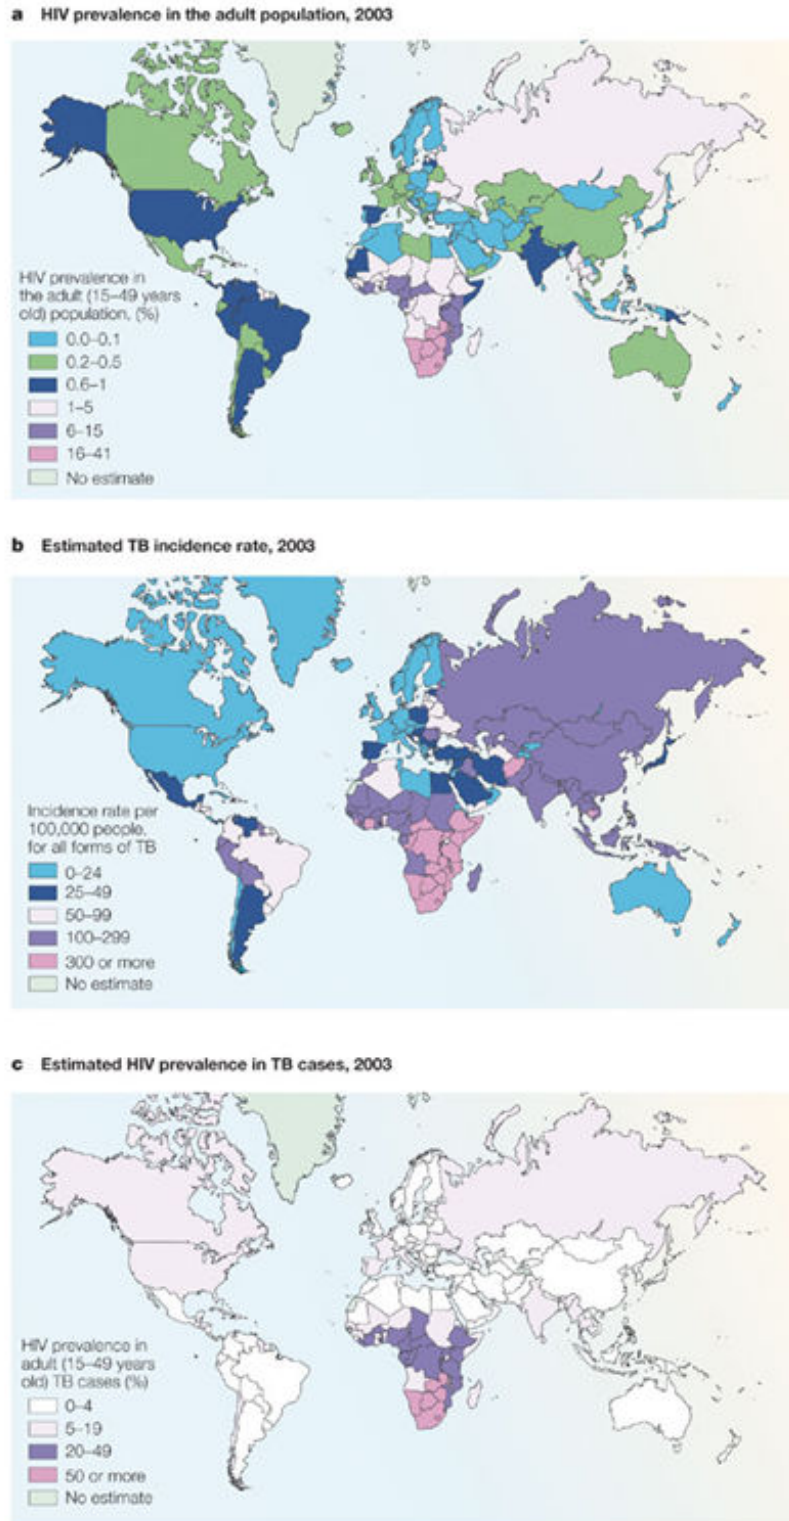 a HIV prevalence in the adult population, 2003
HIV prevalence in
the adult (15–49 years
old) population, (%)
0.0–0.1
0.2–0.5
0.6–1
1–5
6–15
16–41
No estimate
b Estimated TB incidence rate, 2003
Incidence rate per
100,000 people.
for all forms of TB
0–24
25–49
50–99
100–299
300 or more
No estimate
c Estimated HIV prevalence in TB cases, 2003
HIV prevalence in
adult (15–49 years
old) TB cases (%)
0–4
5–19
20–49
50 or more
No estimate